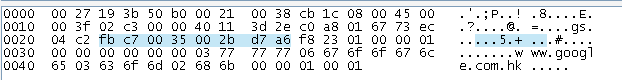 0000 00 27 19 3b 50 b0 00 21 00 38 cb 1c 08 00 45 00 .'.;P..! .8....E.
0010 00 3f 02 c3 00 00 40 11 3d 2e c0 a8 01 67 73 ec .?....@. =....gs.
0020 04 c2 fb c7 00 35 00 2b d7 a6 f8 23 01 00 00 01 .....5.+ ...#....
0030 00 00 00 00 00 00 03 77 77 77 06 67 6f 6f 67 6c .......w ww.googl
0040 65 03 63 6f 6d 02 68 6b 00 00 01 00 01 e.com.hk .....